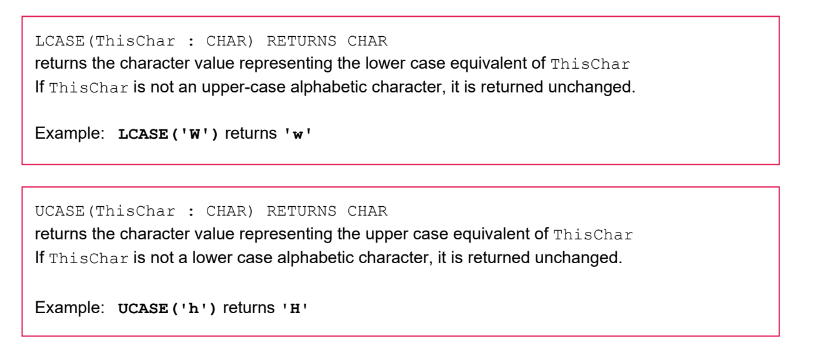 LCASE(ThisChar : CHAR) RETURNS CHAR
returns the character value representing the lower case equivalent of ThisChar
If ThisChar is not an upper-case alphabetic character, it is returned unchanged.
Example: LCASE('W') returns 'w'
UCASE(ThisChar : CHAR) RETURNS CHAR
returns the character value representing the upper case equivalent of ThisChar
If ThisChar is not a lower case alphabetic character, it is returned unchanged.
Example: UCASE('h') returns 'H'